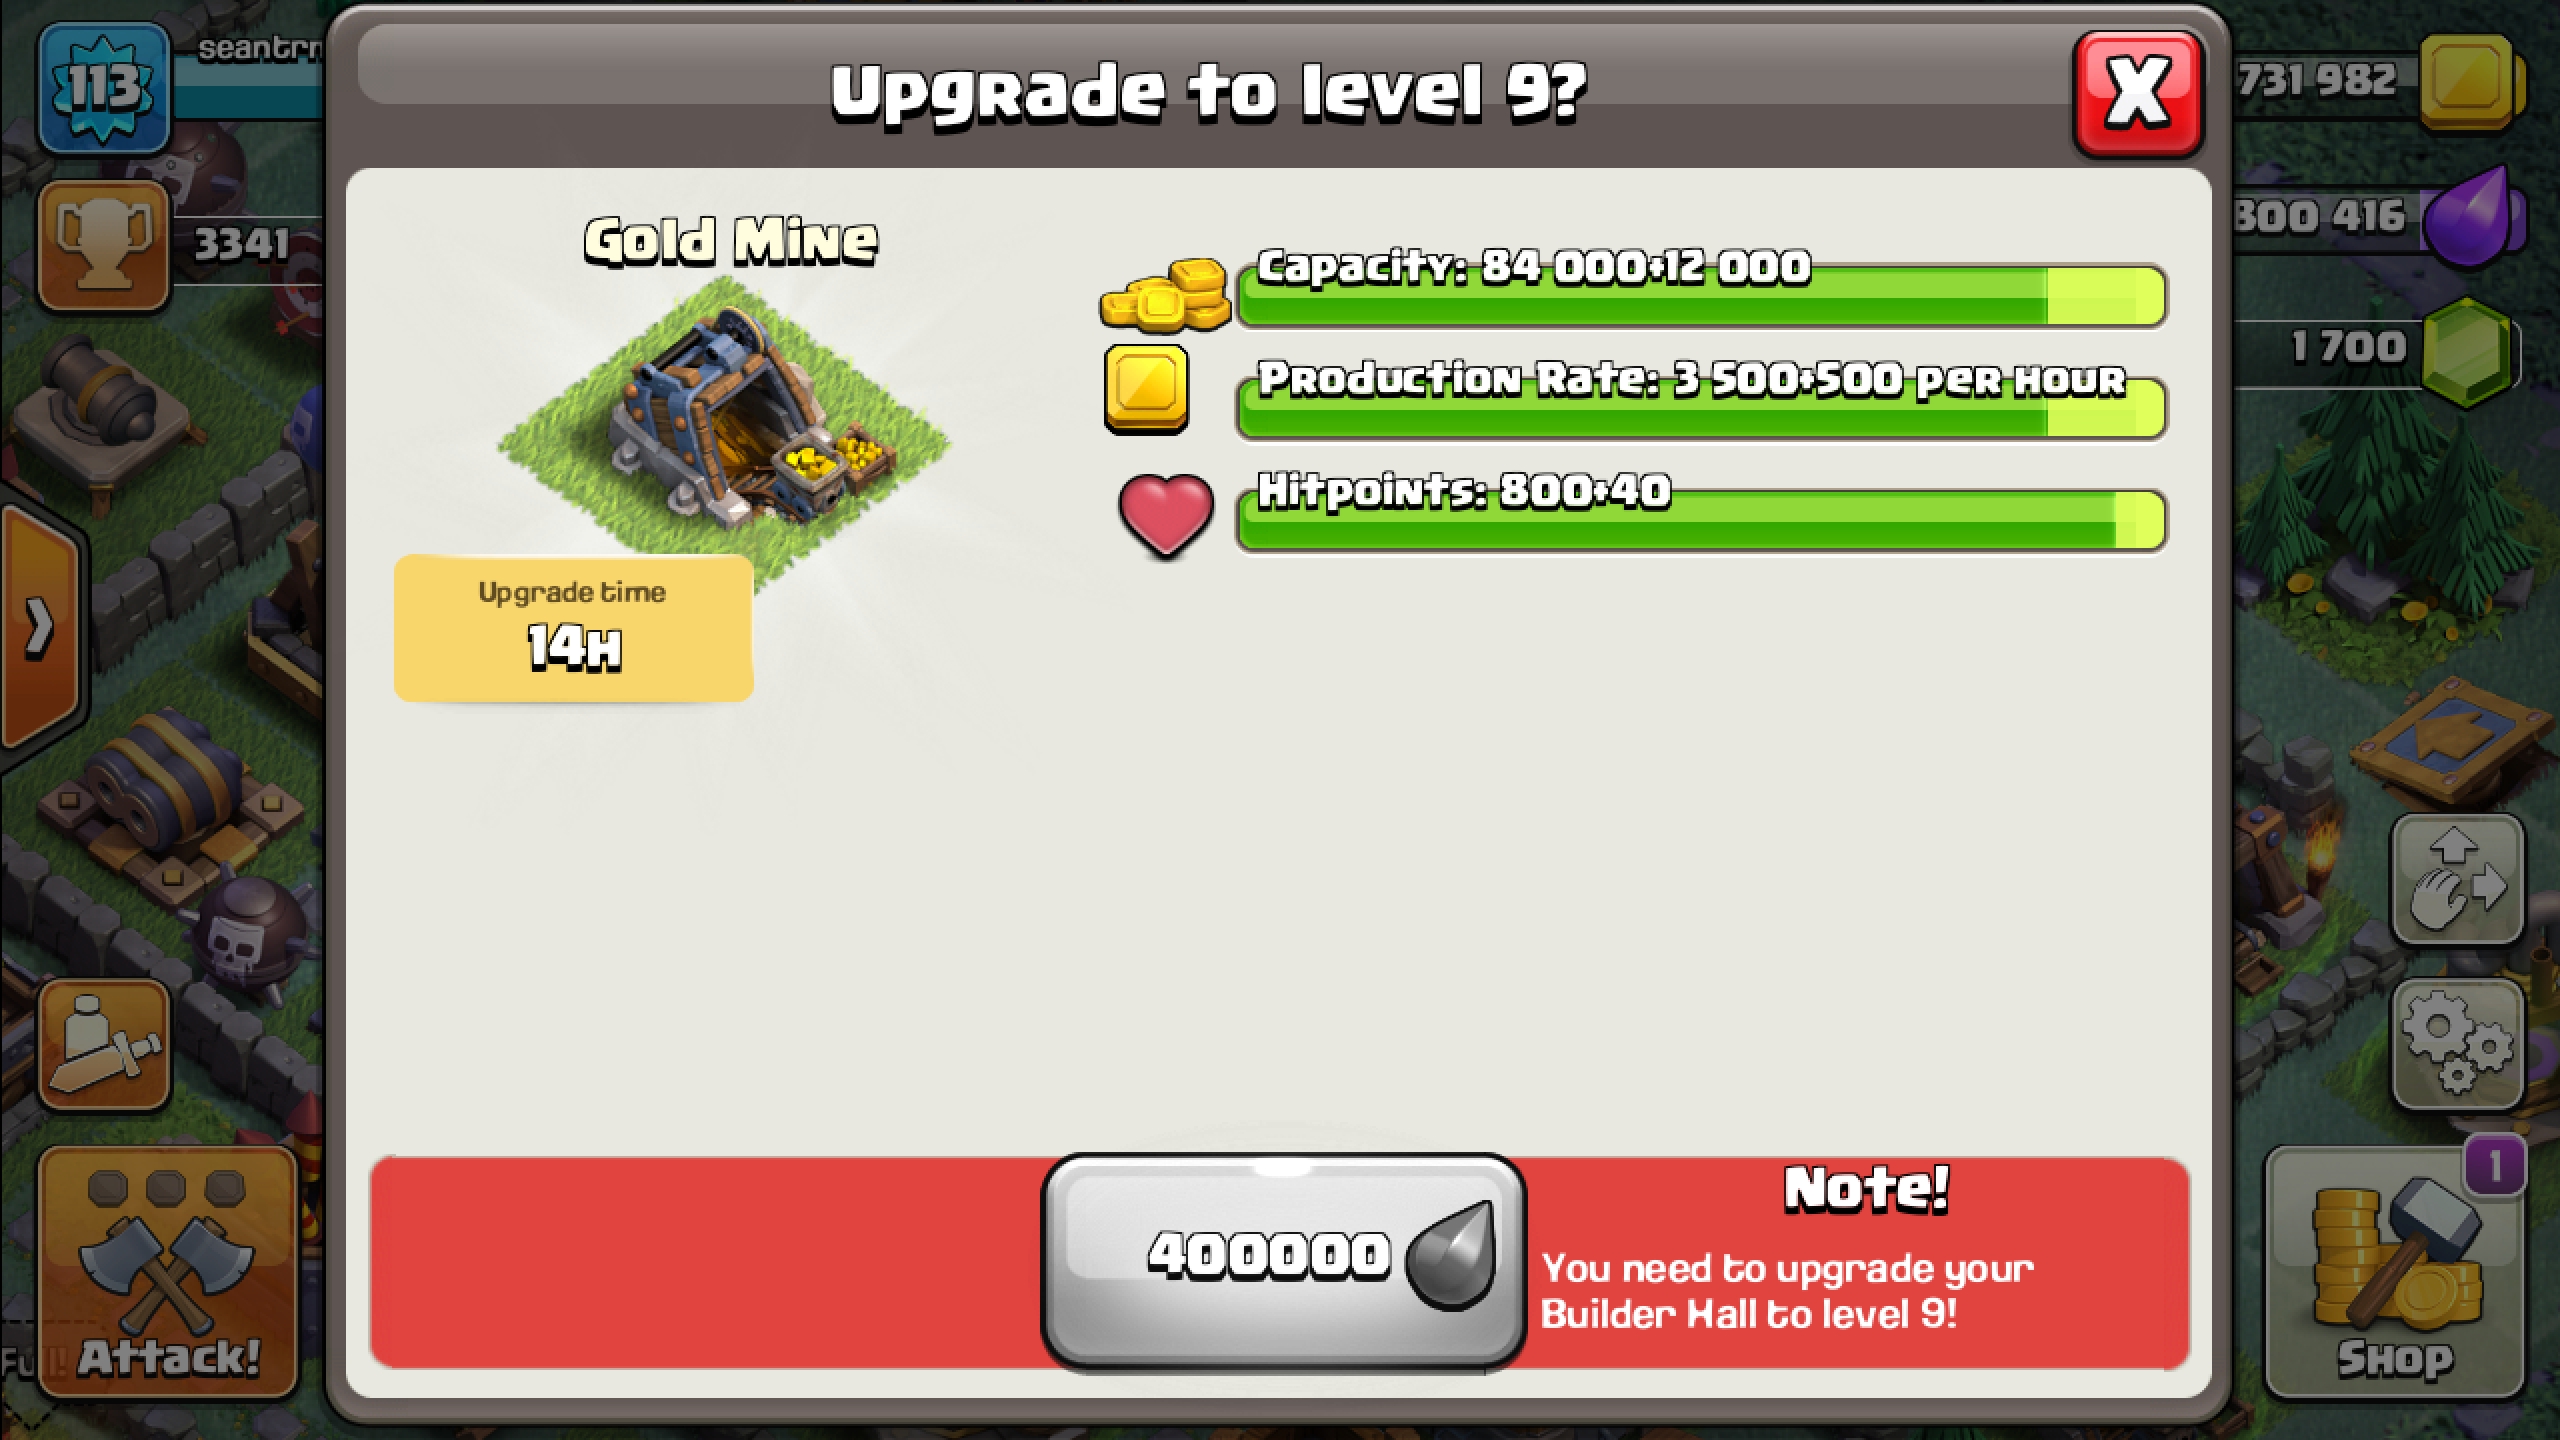 113
Upgrade to level 9?
X
731 982
3341
Gold Mine
Capacity: 84 000+12 000
800 416
Production Rate: 3 500+500 per hour
1 700
Hitpoints: 800+40
Upgrade time
14H
400000
Note!
You need to upgrade your
Builder Hall to level 9!
Attack!
1
Shop